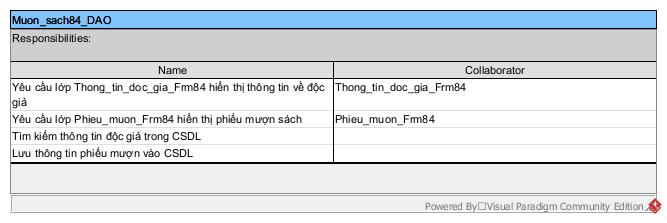 Muon_sach84_DAO
Responsibilities:
Name Collaborator
Yêu cầu lớp Thong_tin_doc_gia_Frm84 hiển thị thông tin về độc Thong_tin_doc_gia_Frm84
giả
Yêu cầu lớp Phieu_muon_Frm84 hiển thị phiếu mượn sách Phieu_muon_Frm84
Tìm kiếm thông tin độc giả trong CSDL
Lưu thông tin phiếu mượn vào CSDL
Powered By□Visual Paradigm Community Edition